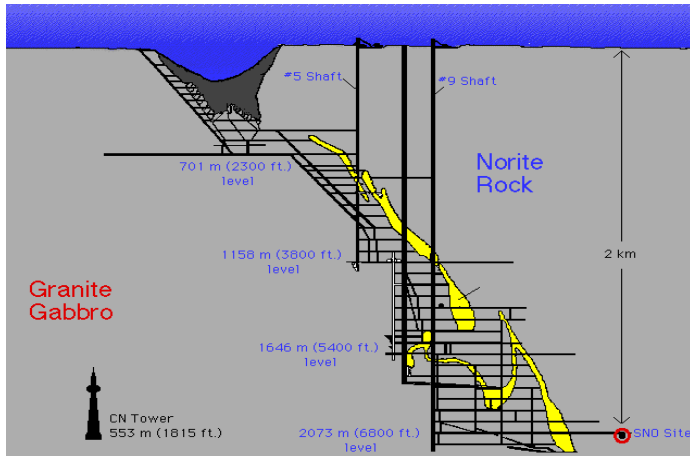 #5 Shaft
#9 Shaft
701 m (2300 ft.)
level
Norite
Rock
2 km
1158 m (3800 ft.)
level
Granite
Gabbro
1646 m (5400 ft.)
level
CN Tower
553 m (1815 ft.)
2073 m (6800 ft.)
level
SNO Site